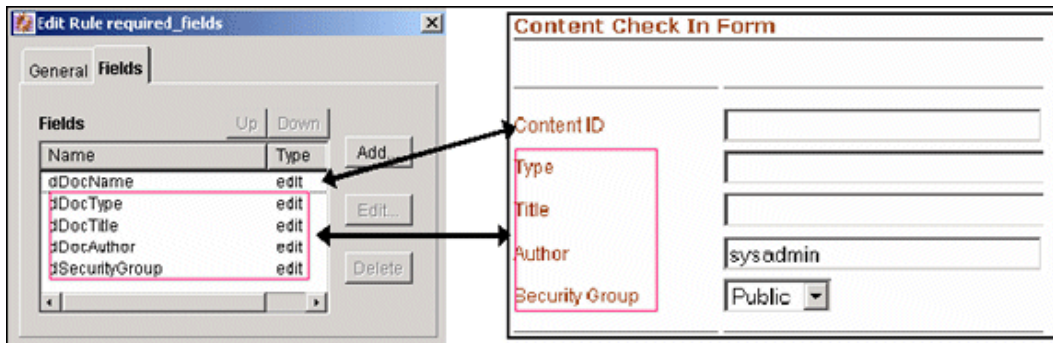 Edit Rule required_fields
General Fields
Fields Up Down
Name Type Add...
dDocName edit
dDocType edit Edit...
dDocTitle edit
dDocAuthor edit
dSecurityGroup edit Delete
Content Check In Form
Content ID
Type
Title
Author sysadmin
Security Group Public